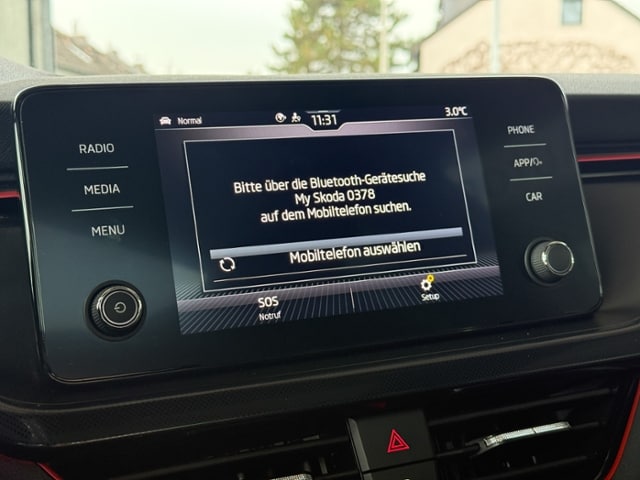 Normal
11:31
3.0°C
RADIO
MEDIA
MENU
Bitte über die Bluetooth-Gerätesuche
My Skoda 0378
auf dem Mobiltelefon suchen.
Mobiltelefon auswählen
SOS
Notruf
Setup
PHONE
APP/
CAR